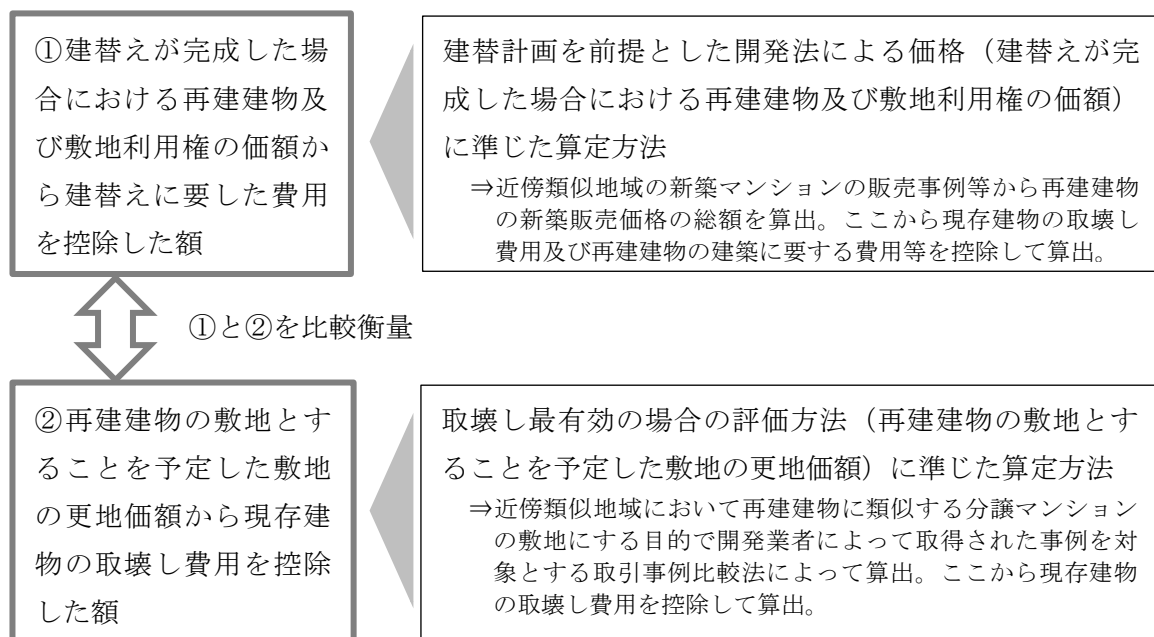 ①建替えが完成した場
合における再建建物及
び敷地利用権の価額か
ら建替えに要した費用
を控除した額
建替計画を前提とした開発法による価格（建替えが完
成した場合における再建建物及び敷地利用権の価額）
に準じた算定方法
⇒近傍類似地域の新築マンションの販売事例等から再建建物
の新築販売価格の総額を算出。ここから現存建物の取壊し
費用及び再建建物の建築に要する費用等を控除して算出。
①と②を比較衡量
②再建建物の敷地とす
ることを予定した敷地
の更地価額から現存建
物の取壊し費用を控除
した額
取壊し最有効の場合の評価方法（再建建物の敷地とす
ることを予定した敷地の更地価額）に準じた算定方法
⇒近傍類似地域において再建建物に類似する分譲マンション
の敷地にする目的で開発業者によって取得された事例を対
象とする取引事例比較法によって算出。ここから現存建物
の取壊し費用を控除して算出。